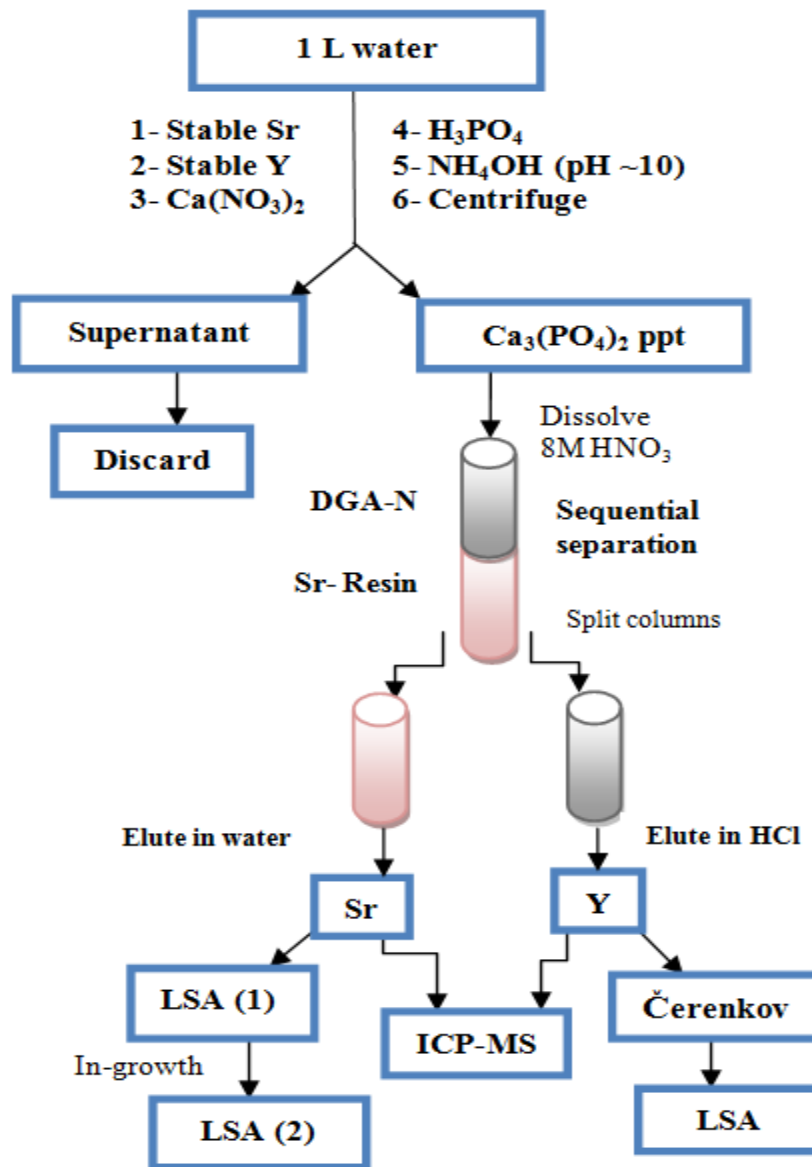 1 L water
1- Stable Sr
2- Stable Y
3- Ca(NO₃)₂
4- H₃PO₄
5- NH₄OH (pH ~10)
6- Centrifuge
Supernatant
Ca₃(PO₄)₂ ppt
Discard
Dissolve
8M HNO₃
DGA-N
Sequential
separation
Sr- Resin
Split columns
Elute in water
Elute in HCl
Sr
Y
LSA (1)
ICP-MS
Čerenkov
In-growth
LSA (2)
LSA